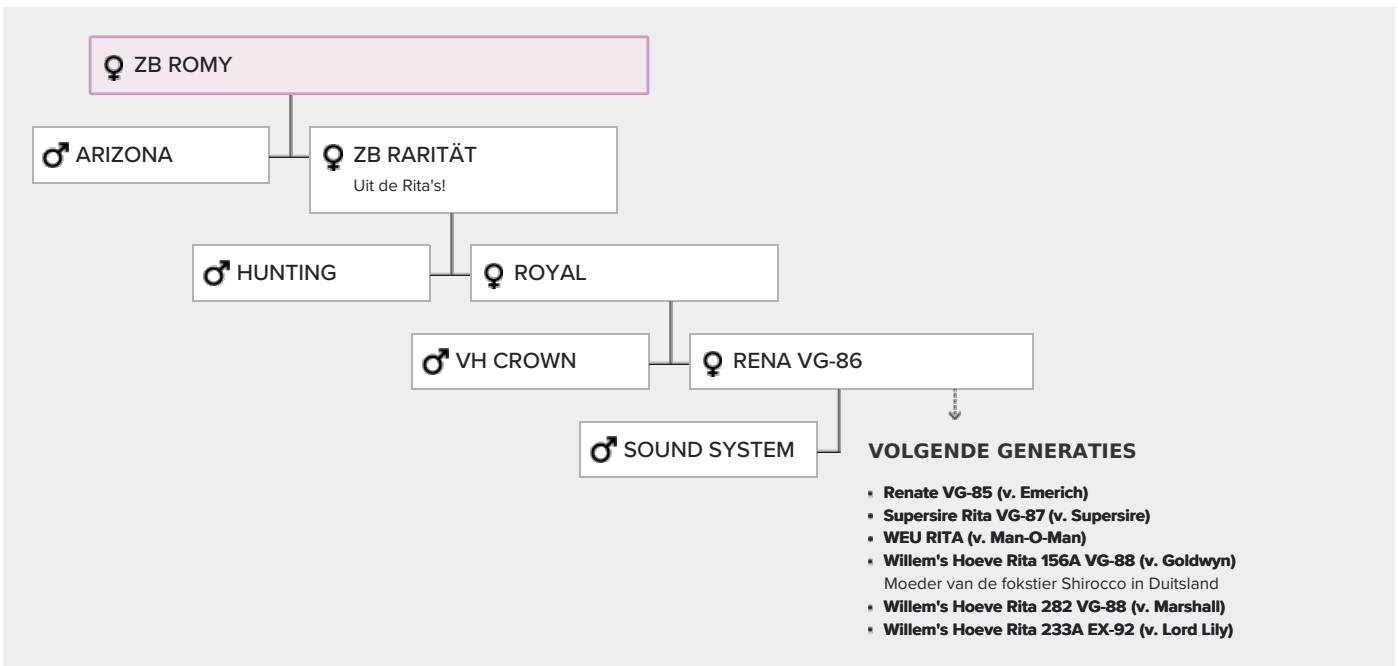 ZB ROMY
ARIZONA
ZB RARITÄT
Uit de Rita's!
HUNTING
ROYAL
VH CROWN
RENA VG-86
SOUND SYSTEM
VOLGENDE GENERATIES
Renate VG-85 (v. Emerich)
Supersire Rita VG-87 (v. Supersire)
WEU RITA (v. Man-O-Man)
Willem's Hoeve Rita 156A VG-88 (v. Goldwyn)
Moeder van de fokstier Shirocco in Duitsland
Willem's Hoeve Rita 282 VG-88 (v. Marshall)
Willem's Hoeve Rita 233A EX-92 (v. Lord Lily)